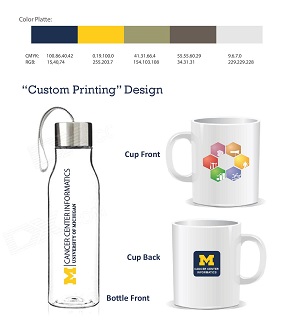 Color Platte:
CMYK: 100.86.40.42 0.19.100.0 41.31.66.4 55.55.60.29 9.6.7.0
RGB: 15.40.74 255.203.7 154.103.108 34.31.31 229.229.228
“Custom Printing” Design
Cup Front
M CANCER CENTER INFORMATICS
UNIVERSITY OF MICHIGAN
Cup Back
M
CANCER CENTER
INFORMATICS
Bottle Front